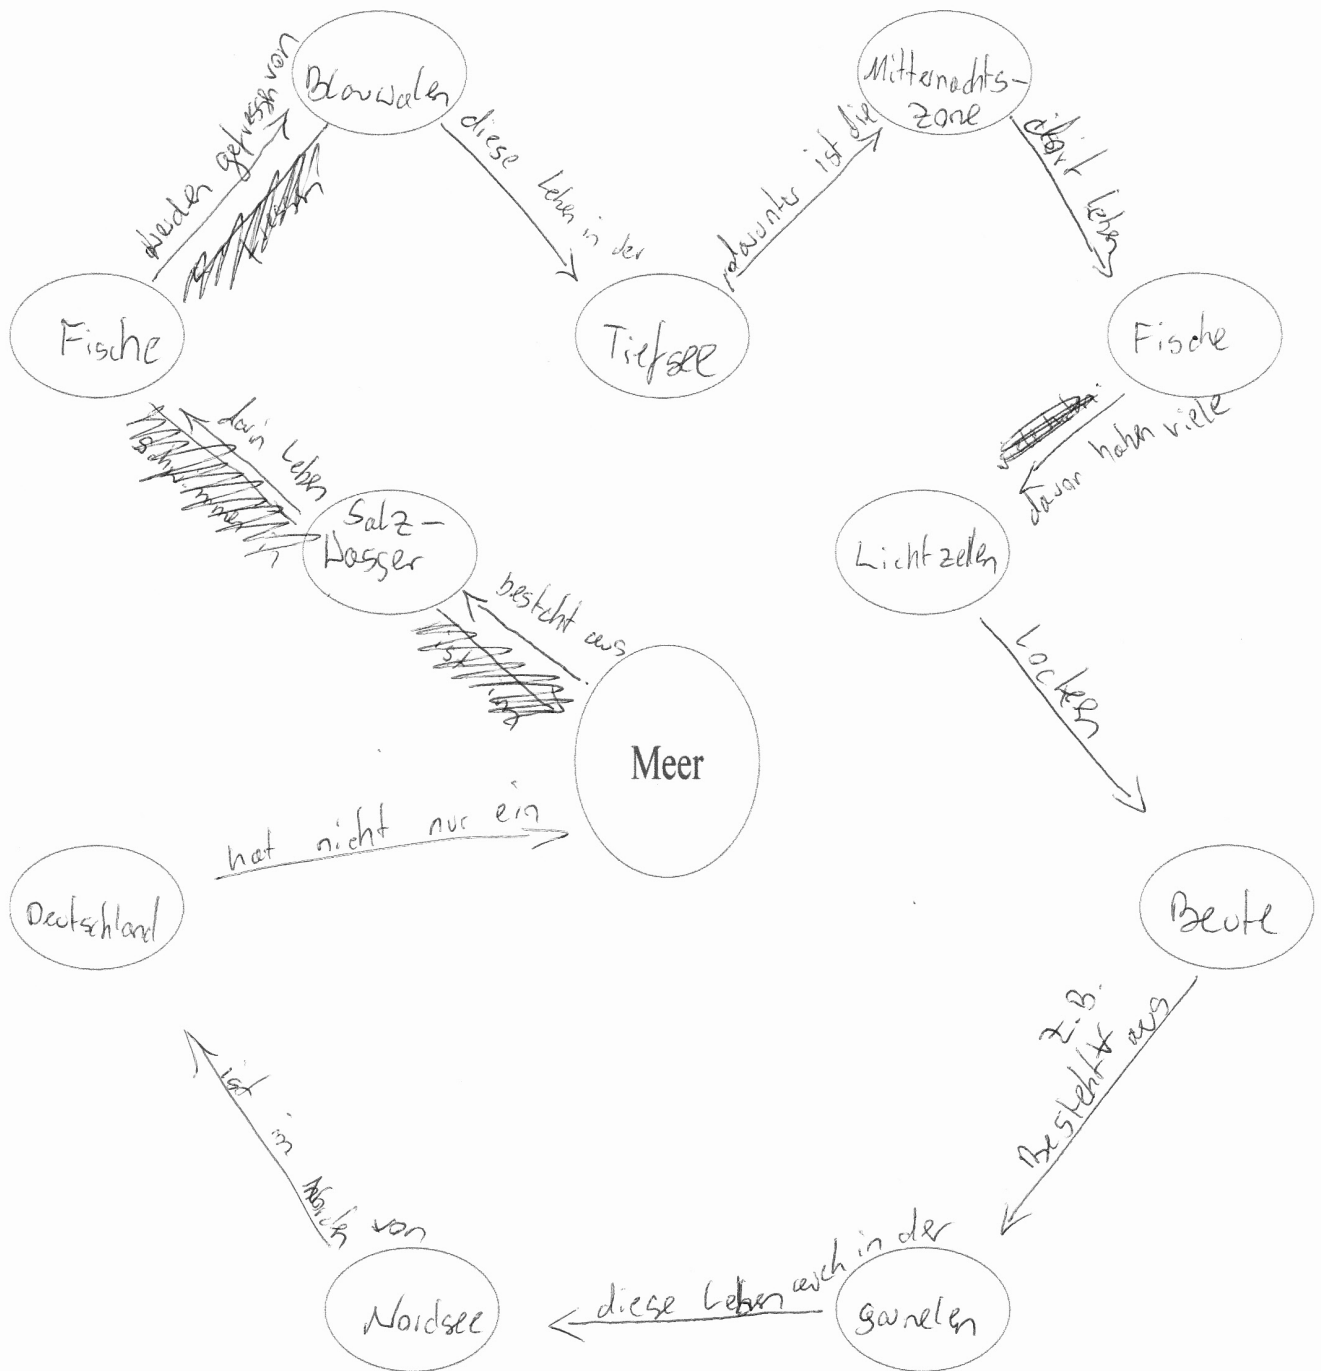 Blauwalen
Mitternachts-
zone
werden gefressen von
diese leben in der
darunter ist die
dort leben
Fische
Tiefsee
Fische
darin leben
davon haben viele
Salz-
Wasser
Lichtzellen
besteht aus
locken
Meer
hat nicht nur ein
Deutschland
Beute
z.B.
Besteht aus
ist im Norden von
diese Leben auch in der
Nordsee
garnelen